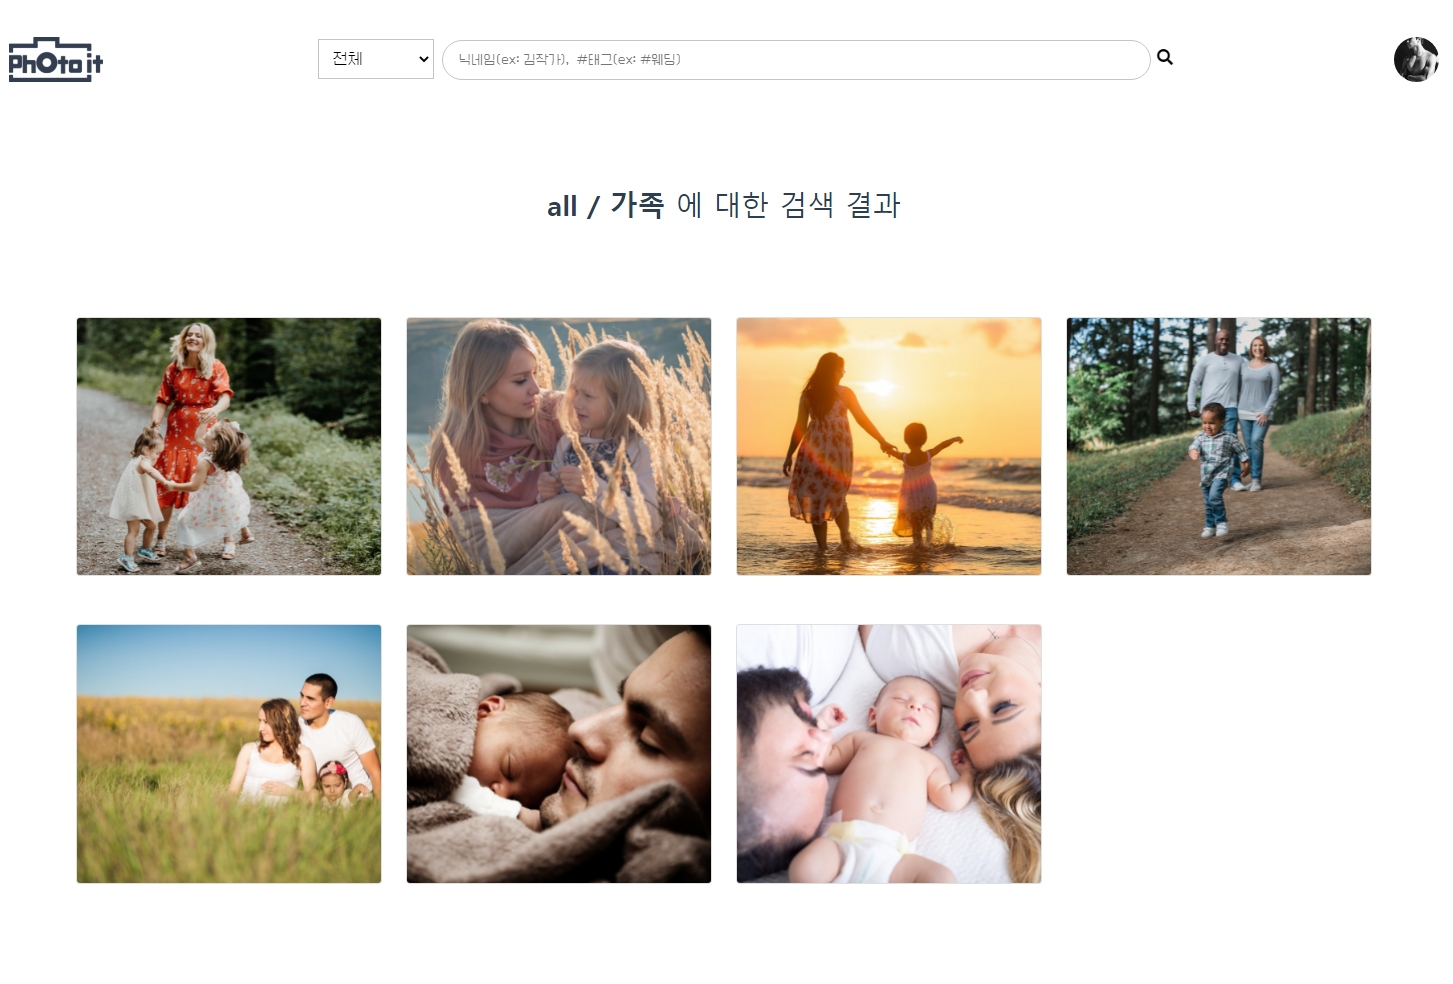 PhOto it
전체
닉네임(ex: 김작가), #태그(ex: #웨딩)
all / 가족 에 대한 검색 결과